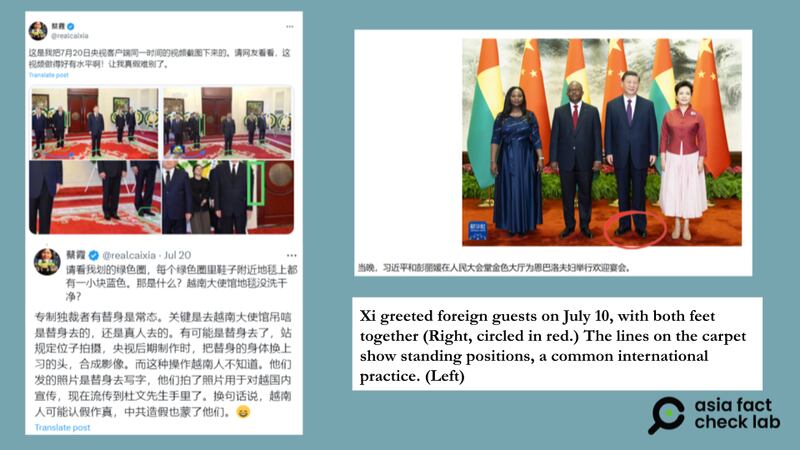 蔡霞
@realcaixia
这是我把7月20日央视客户端同一时间的视频截图下来的。请网友看看，这
视频做得好有水平啊！让我真假难别了。
Translate post
蔡霞 @realcaixia · Jul 20
请看我划的绿色圈，每个绿色圈里鞋子附近地毯上都
有一小块蓝色。那是什么？越南大使馆地毯没洗干
净？
专制独裁者有替身是常态。关键是去越南大使馆吊唁
是替身去的，还是真人去的。有可能是替身去了，站
规定位子拍摄，央视后期制作时，把替身的身体换上
习的头，合成影像。而这种操作越南人不知道。他们
发的照片是替身去写字，他们拍了照片用于对越国内
宣传，现在流传到杜文先生手里了。换句话说，越南
人可能认假作真，中共造假也蒙了他们。
Translate post
新华社
当晚，习近平和彭丽媛在人民大会堂金色大厅为恩巴洛夫妇举行欢迎宴会。
Xi greeted foreign guests on July 10, with both feet
together (Right, circled in red.) The lines on the carpet
show standing positions, a common international
practice. (Left)
asia fact
check lab